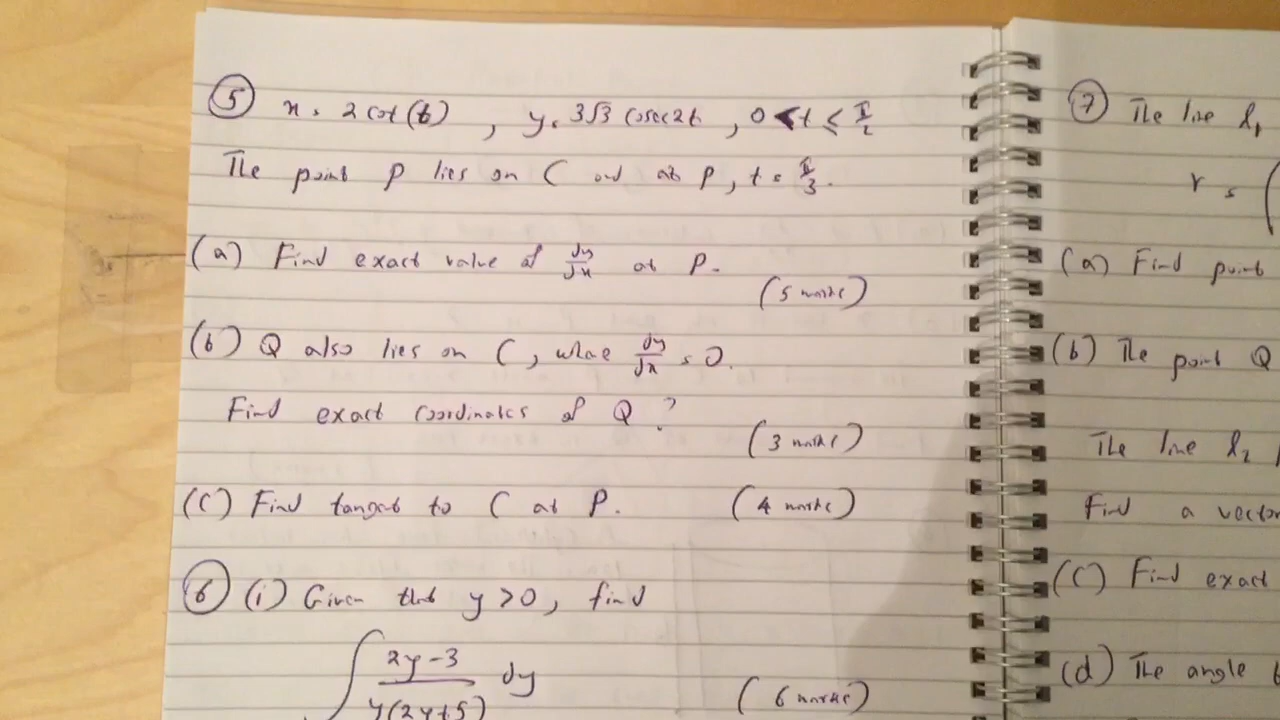 ⑤ x = 2 cot(t) , y = 3√3 cosec2t , 0 < t ≤ π/2
The point P lies on C and at P, t = π/3.
(a) Find exact value of dy/dx at P.
(5 marks)
(b) Q also lies on C, where dy/dx = 0.
Find exact coordinates of Q?
(3 marks)
(c) Find tangent to C at P. (4 marks)
⑥ (i) Given that y > 0, find
∫ 2y - 3 / y(2y + 5) dy
(6 marks)
⑦ The line l₁
r = (
(a) Find point
(b) The point Q
The line l₂
Find a vector
(c) Find exact
(d) The angle